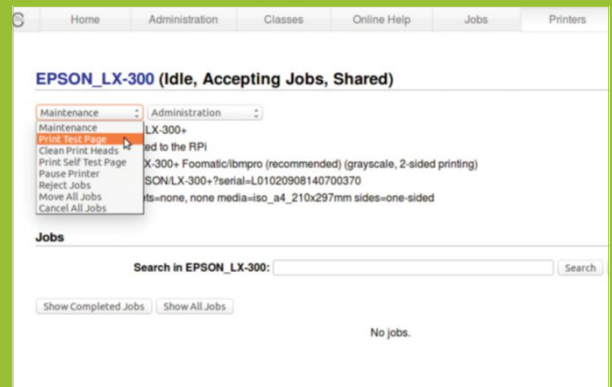 Home Administration Classes Online Help Jobs Printers
EPSON_LX-300 (Idle, Accepting Jobs, Shared)
Maintenance Administration
Maintenance LX-300+
Print Test Page ed to the RPi
Clean Print Heads X-300+ Foomatic/ibmpro (recommended) (grayscale, 2-sided printing)
Print Self Test Page SON/LX-300+?serial=L01020908140700370
Pause Printer
Reject Jobs
Move All Jobs ts=none, none media=iso_a4_210x297mm sides=one-sided
Cancel All Jobs
Jobs
Search in EPSON_LX-300: Search
Show Completed Jobs Show All Jobs
No jobs.